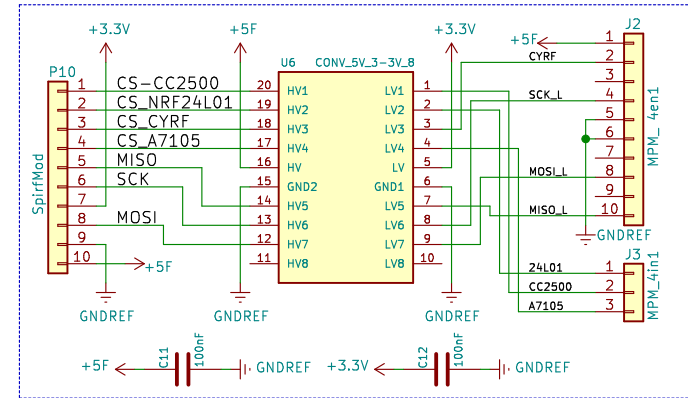 +3.3V
+5F
+3.3V
J2
P10
U6
CONV_5V_3-3V_8
+5F
1
CYRF
2
3
SCK_L
4
5
6
7
MOSI_L
8
9
MISO_L
10
MPM_ 4en1
GNDREF
1 CS-CC2500
2 CS_NRF24L01
3 CS_CYRF
4 CS_A7105
5 MISO
6 SCK
7
8 MOSI
9
10
+5F
SpirfMod
20 HV1 LV1 1
19 HV2 LV2 2
18 HV3 LV3 3
17 HV4 LV4 4
16 HV LV 5
15 GND2 GND1 6
14 HV5 LV5 7
13 HV6 LV6 8
12 HV7 LV7 9
11 HV8 LV8 10
J3
24L01 1
CC2500 2
A7105 3
MPM_4in1
GNDREF
GNDREF
GNDREF
+5F
C11
100nF
GNDREF
+3.3V
C12
100nF
GNDREF